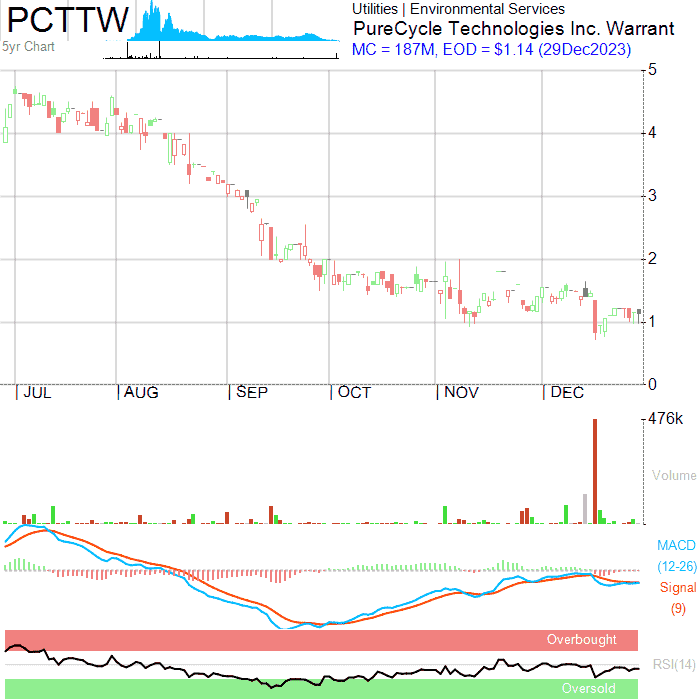 PCTTW
5yr Chart
Utilities | Environmental Services
PureCycle Technologies Inc. Warrant
MC = 187M, EOD = $1.14 (29Dec2023)
5
4
3
2
1
0
JUL AUG SEP OCT NOV DEC
476k
Volume
MACD
(12-26)
Signal
(9)
Overbought
RSI(14)
Oversold